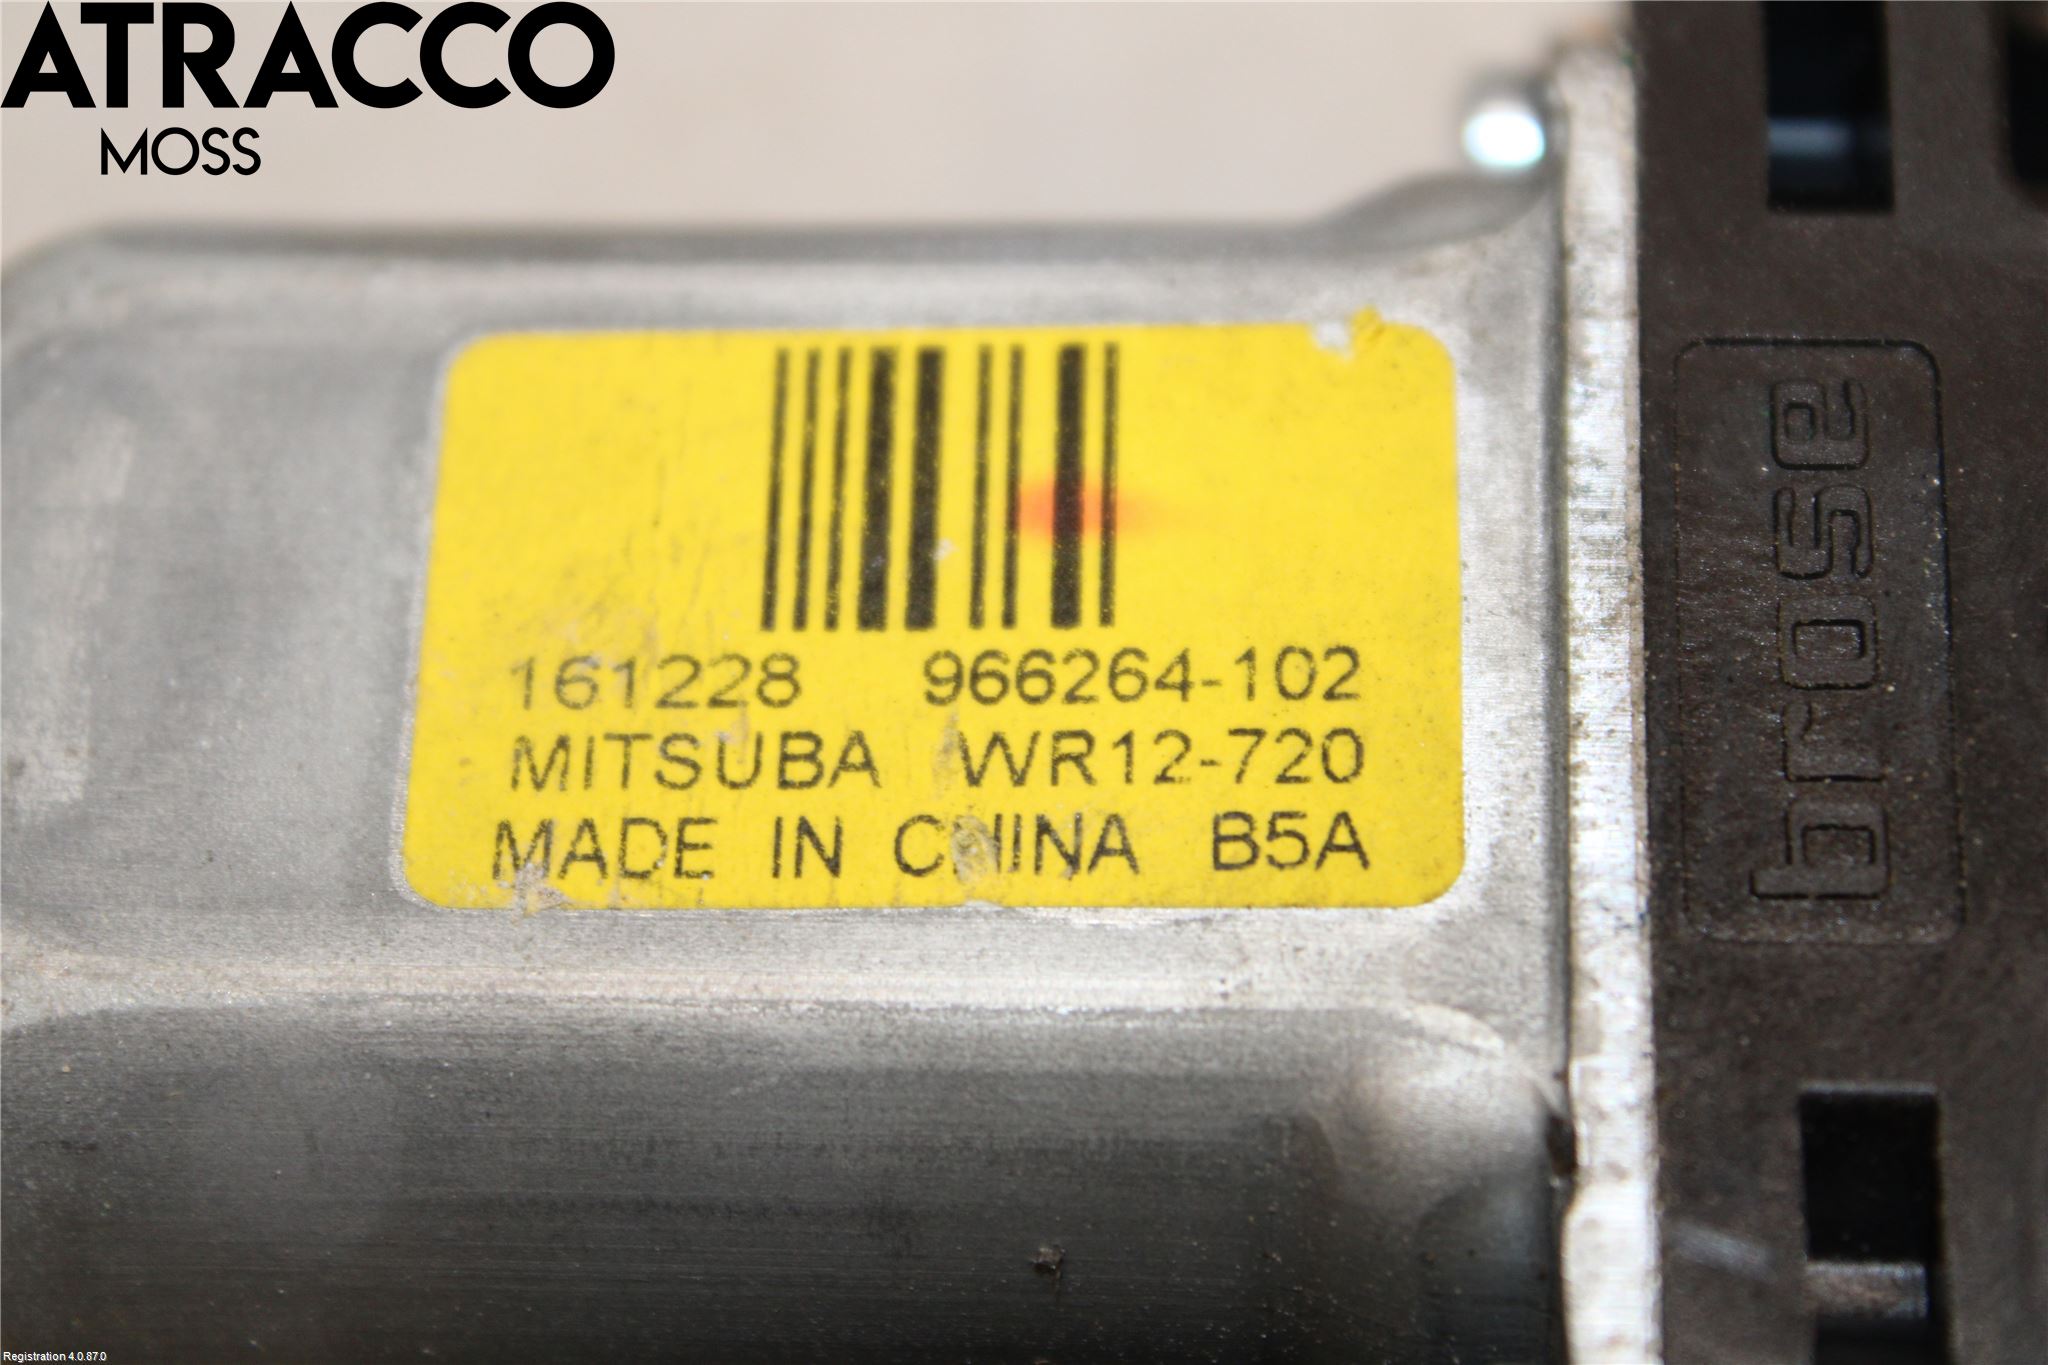 ATRACCO
MOSS
161228 966264-102
MITSUBA WR12-720
MADE IN CHINA B5A
brose
Registration 4.0.87.0